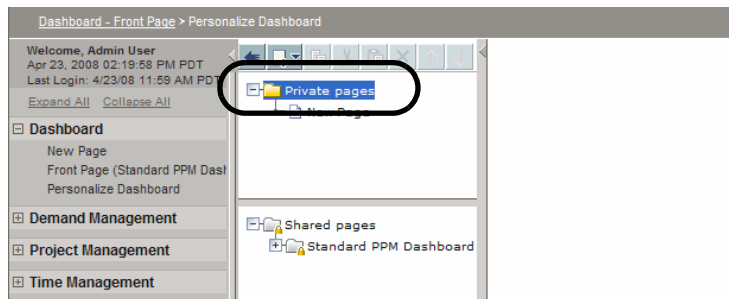 Dashboard - Front Page > Personalize Dashboard
Welcome, Admin User
Apr 23, 2008 02:19:58 PM PDT
Last Login: 4/23/08 11:59 AM PDT
Expand All Collapse All
Dashboard
New Page
Front Page (Standard PPM Dash
Personalize Dashboard
Demand Management
Project Management
Time Management
Private pages
New Page
Shared pages
Standard PPM Dashboard